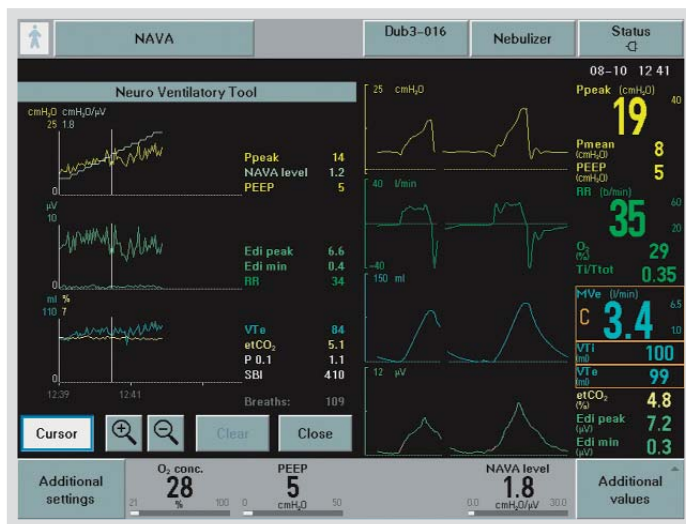 NAVA
Dub3-016
Nebulizer
Status
08-10 12 41
Neuro Ventilatory Tool
cmH₂O cmH₂O/µV
25 1.8
0
Ppeak 14
NAVA level 1.2
PEEP 5
µV
10
0
Edi peak 6.6
Edi min 0.4
RR 34
ml %
110 7
0
12:39 12:41
VTe 84
etCO₂ 5.1
P 0.1 1.1
SBI 410
Breaths: 109
Cursor
Clear
Close
25 cmH₂O
40 l/min
-40
150 ml
12 µV
Ppeak (cmH₂O)
19 40
Pmean (cmH₂O) 8
PEEP (cmH₂O) 5
RR (b/min)
35 60
20
O₂ (%) 29
Ti/Ttot 0.35
MVe (l/min)
C 3.4 6.5
VTi (ml) 100
VTe (ml) 99
etCO₂ (%) 4.8
Edi peak (µV) 7.2
Edi min (µV) 0.3
Additional settings
O₂ conc.
28
21 % 100
PEEP
5
0 cmH₂O 50
NAVA level
1.8
0.0 cmH₂O/µV 30.0
Additional values